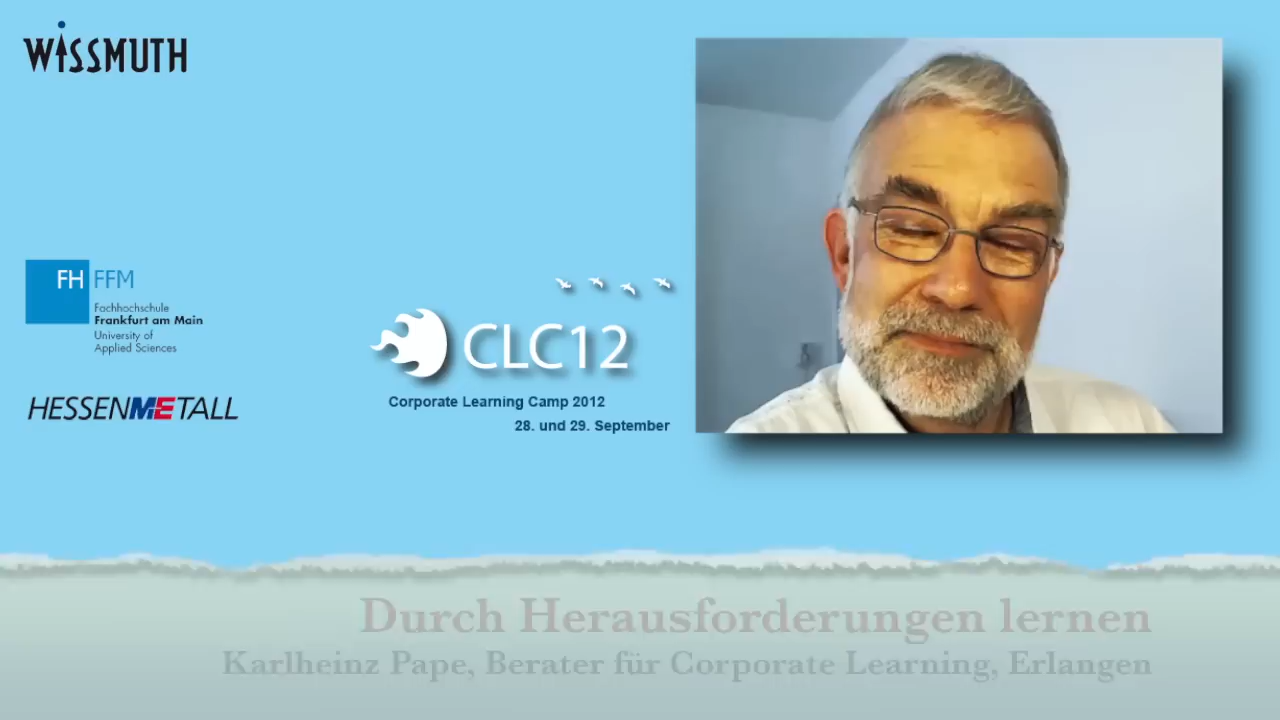 WISSMUTH
FH FFM
Fachhochschule
Frankfurt am Main
University of
Applied Sciences
HESSENMETALL
CLC12
Corporate Learning Camp 2012
28. und 29. September
Durch Herausforderungen lernen
Karlheinz Pape, Berater für Corporate Learning, Erlangen